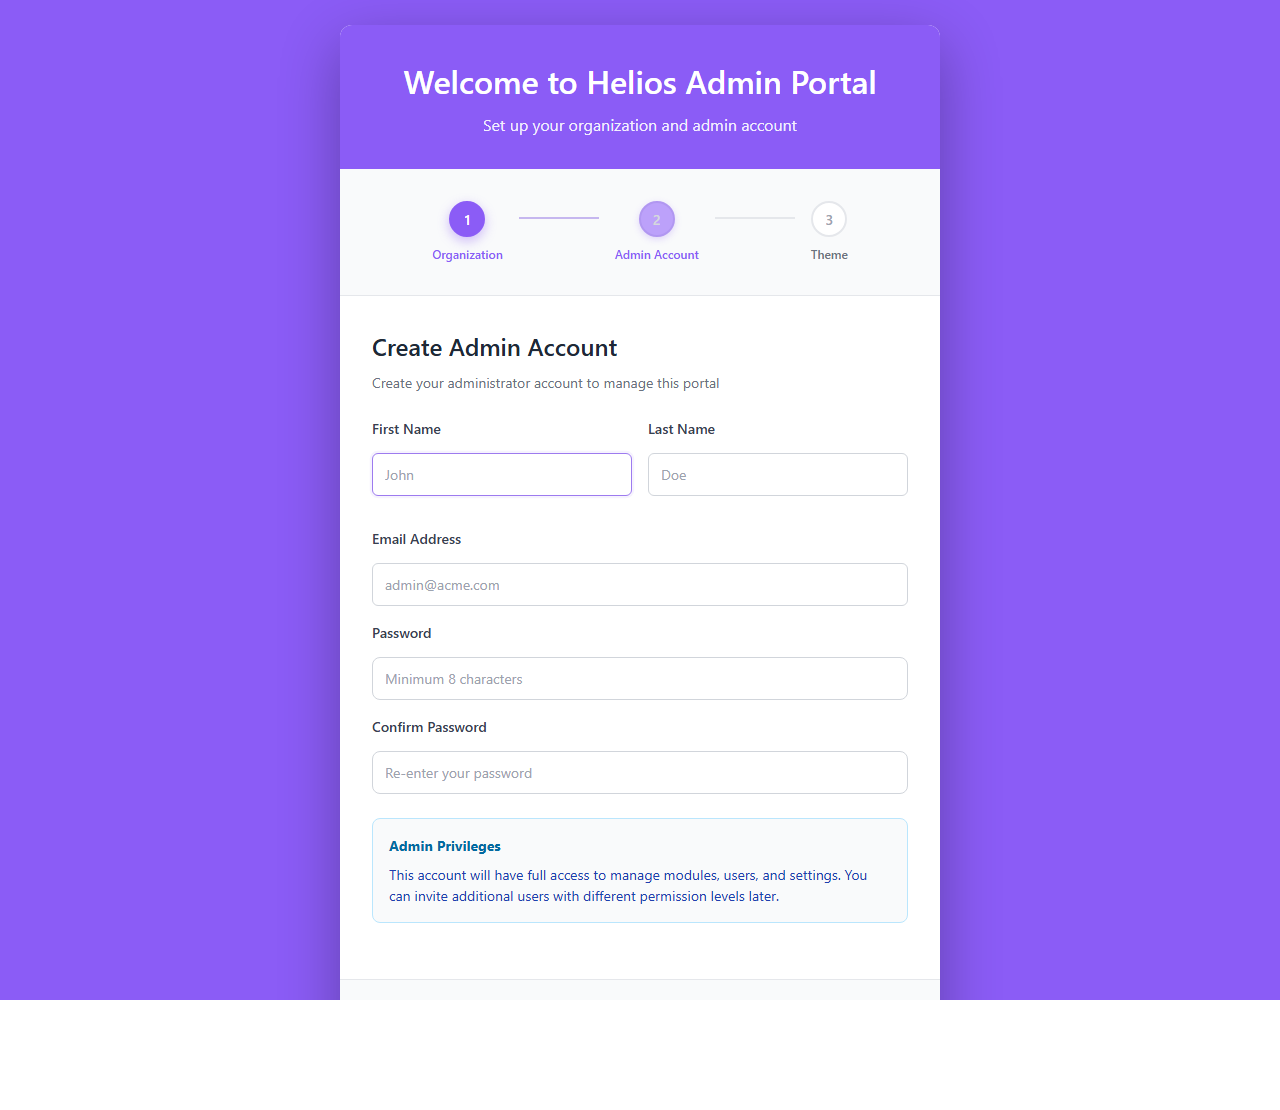 Welcome to Helios Admin Portal
Set up your organization and admin account
1
2
3
Organization
Admin Account
Theme
Create Admin Account
Create your administrator account to manage this portal
First Name
Last Name
John
Doe
Email Address
admin@acme.com
Password
Minimum 8 characters
Confirm Password
Re-enter your password
Admin Privileges
This account will have full access to manage modules, users, and settings. You
can invite additional users with different permission levels later.